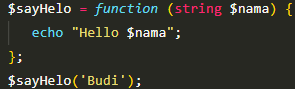 $sayHelo = function (string $nama) {
echo "Hello $nama";
};
$sayHelo('Budi');